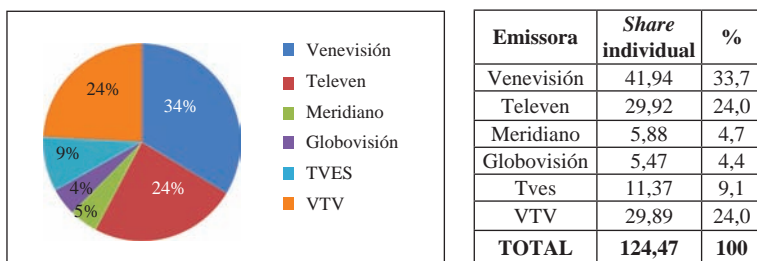 34%
24%
5%
4%
9%
24%
Venevisión
Televen
Meridiano
Globovisión
TVES
VTV
Emissora Share individual %
Venevisión 41,94 33,7
Televen 29,92 24,0
Meridiano 5,88 4,7
Globovisión 5,47 4,4
Tves 11,37 9,1
VTV 29,89 24,0
TOTAL 124,47 100